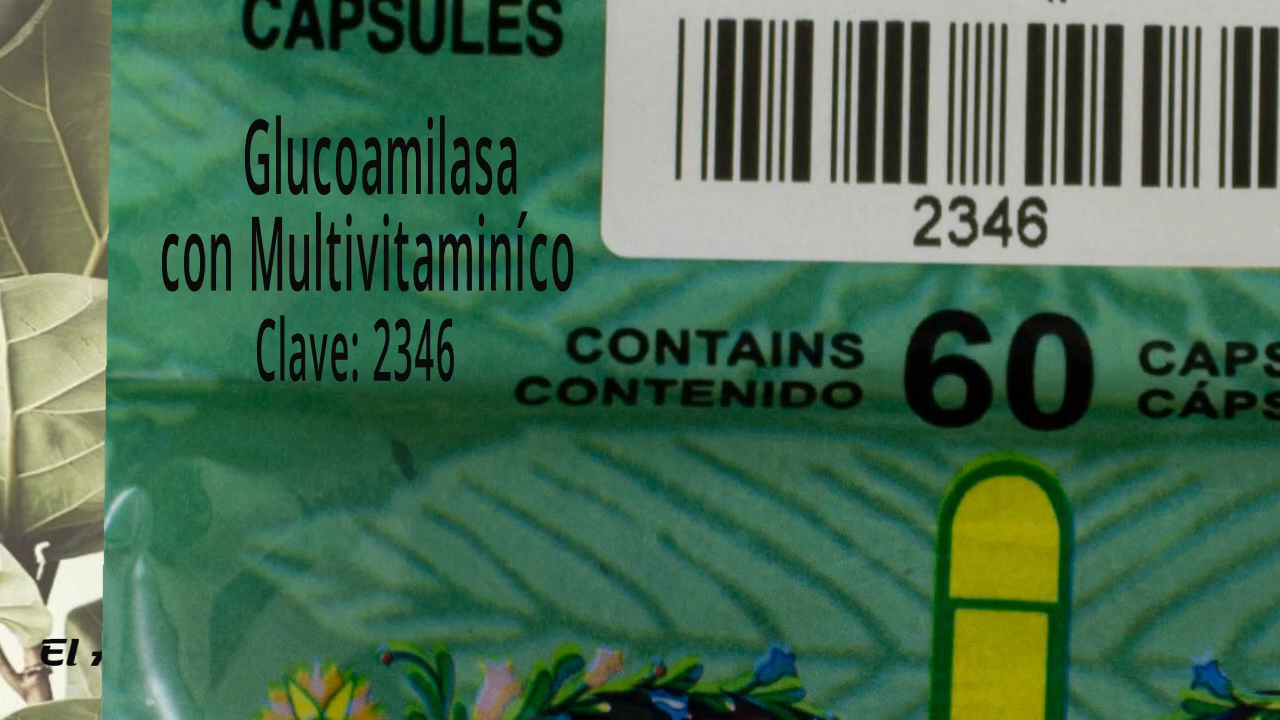 CAPSULES
Glucoamilasa
con Multivitaminíco
Clave: 2346
2346
CONTAINS
CONTENIDO
60
CAPS
CÁPS
El